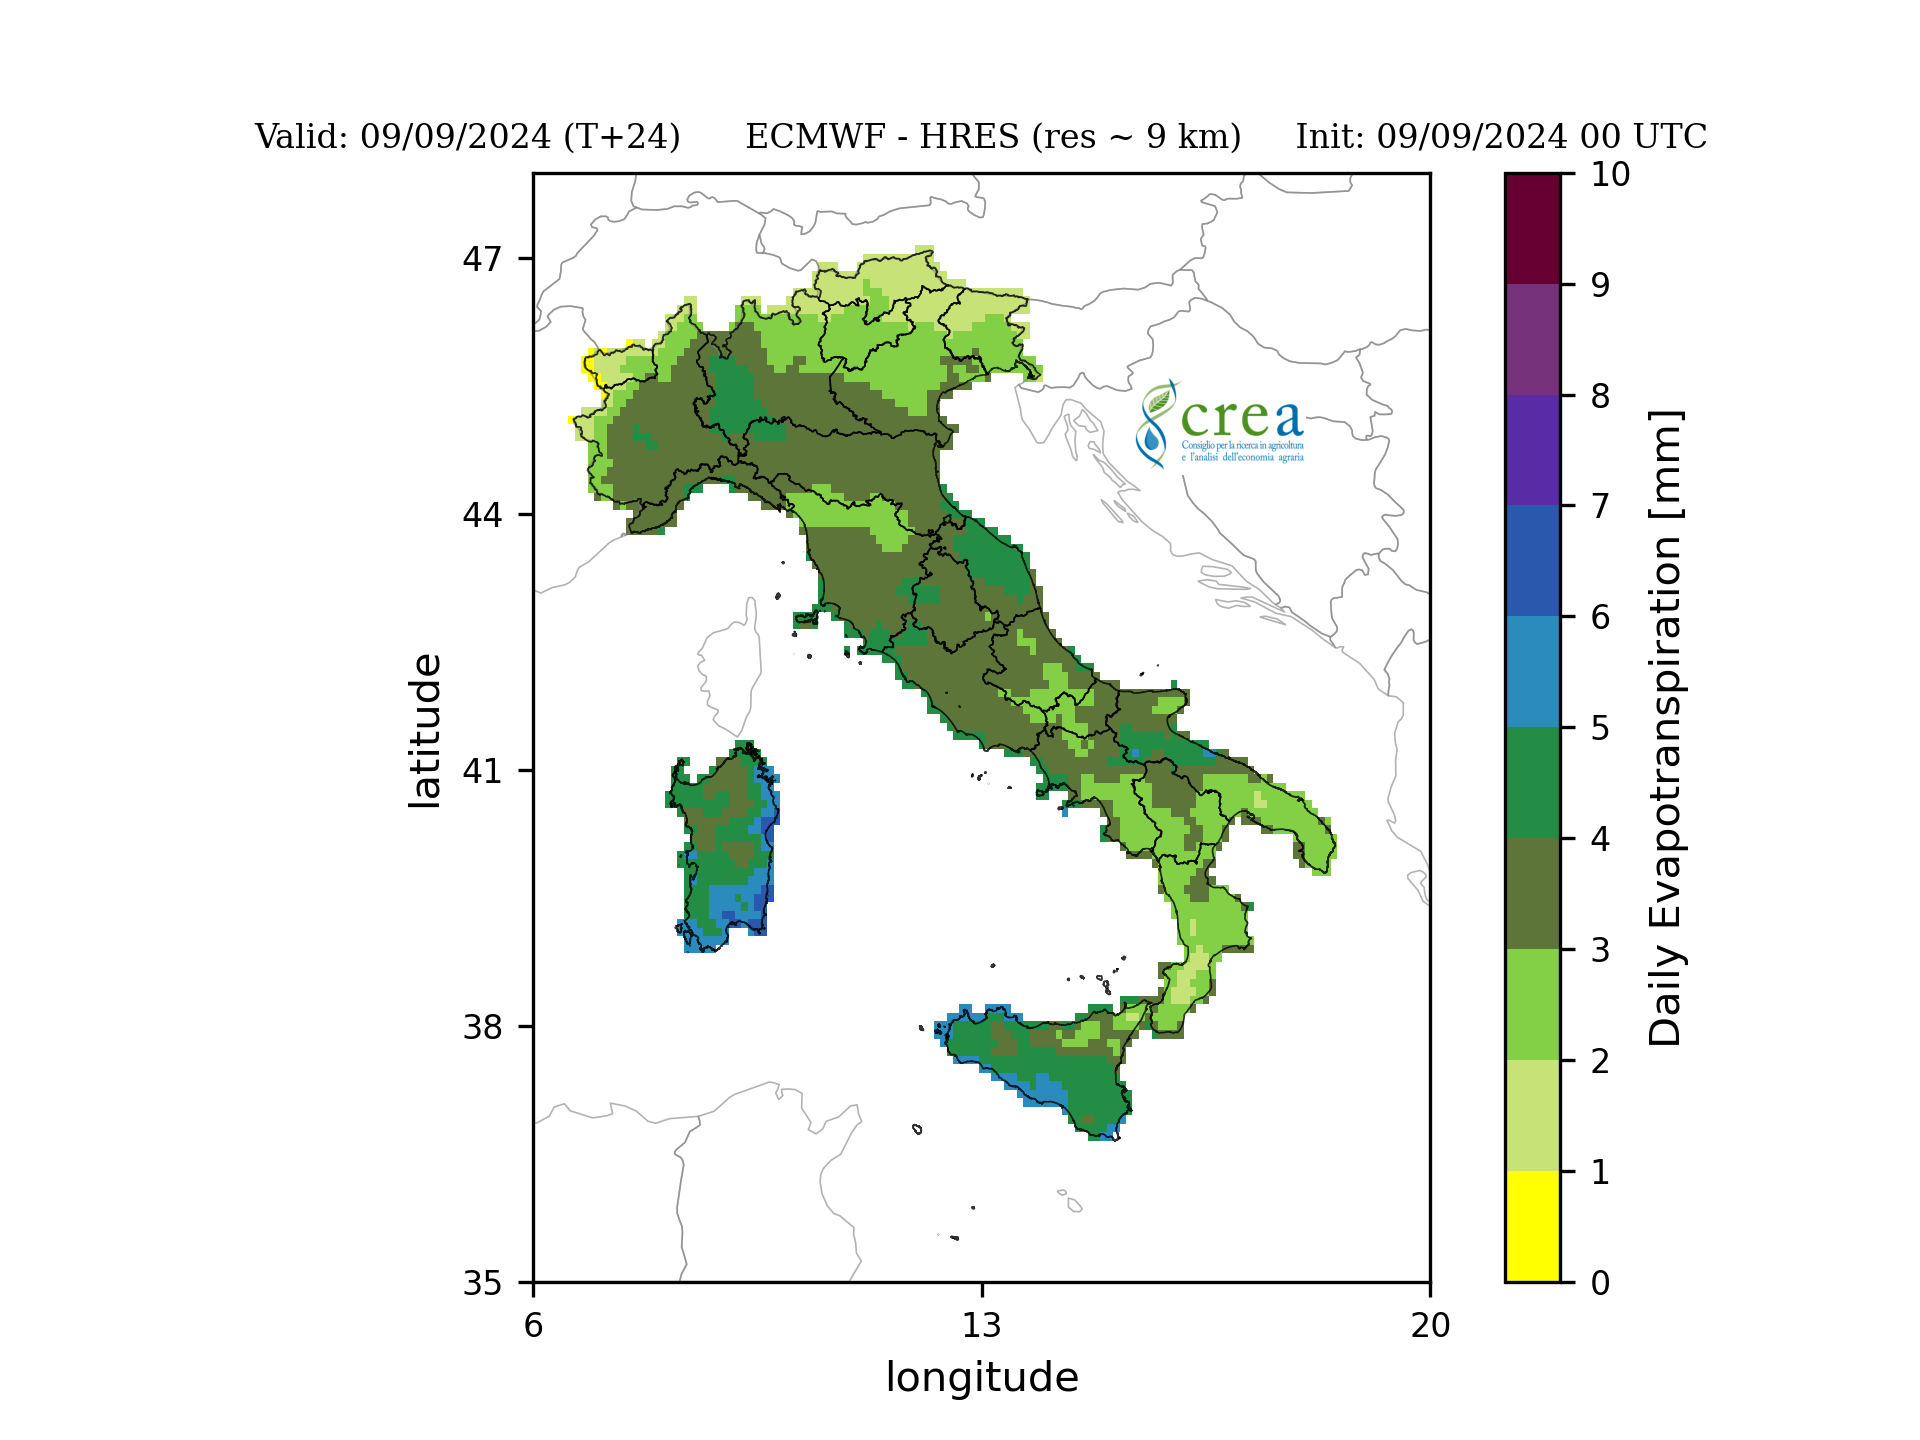 Valid: 09/09/2024 (T+24) ECMWF - HRES (res ~ 9 km) Init: 09/09/2024 00 UTC
47
44
41
38
35
latitude
6
13
20
longitude
crea
Consiglio per la ricerca in agricoltura
e l'analisi dell'economia agraria
10
9
8
7
6
5
4
3
2
1
0
Daily Evapotranspiration [mm]